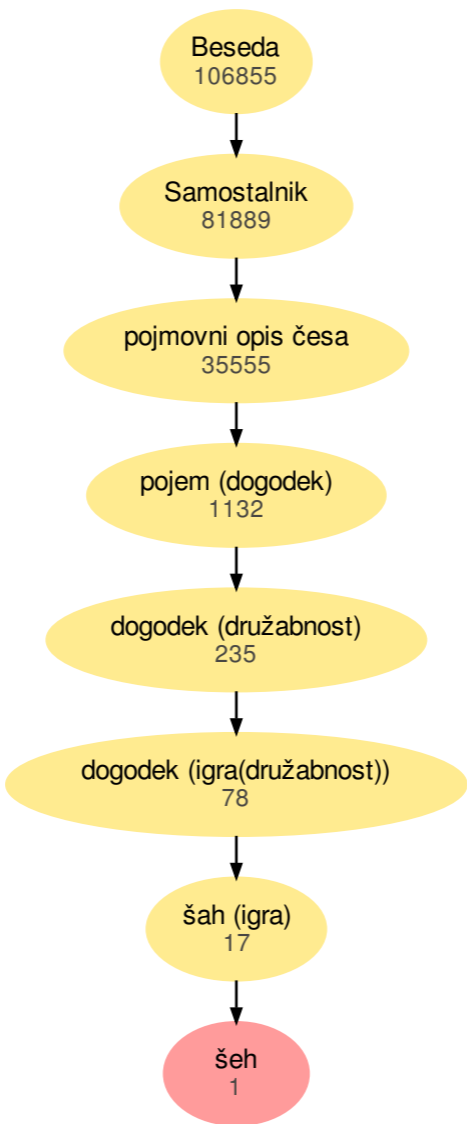 Beseda
106855
Samostalnik
81889
pojmovni opis česa
35555
pojem (dogodek)
1132
dogodek (družabnost)
235
dogodek (igra(družabnost))
78
šah (igra)
17
šeh
1